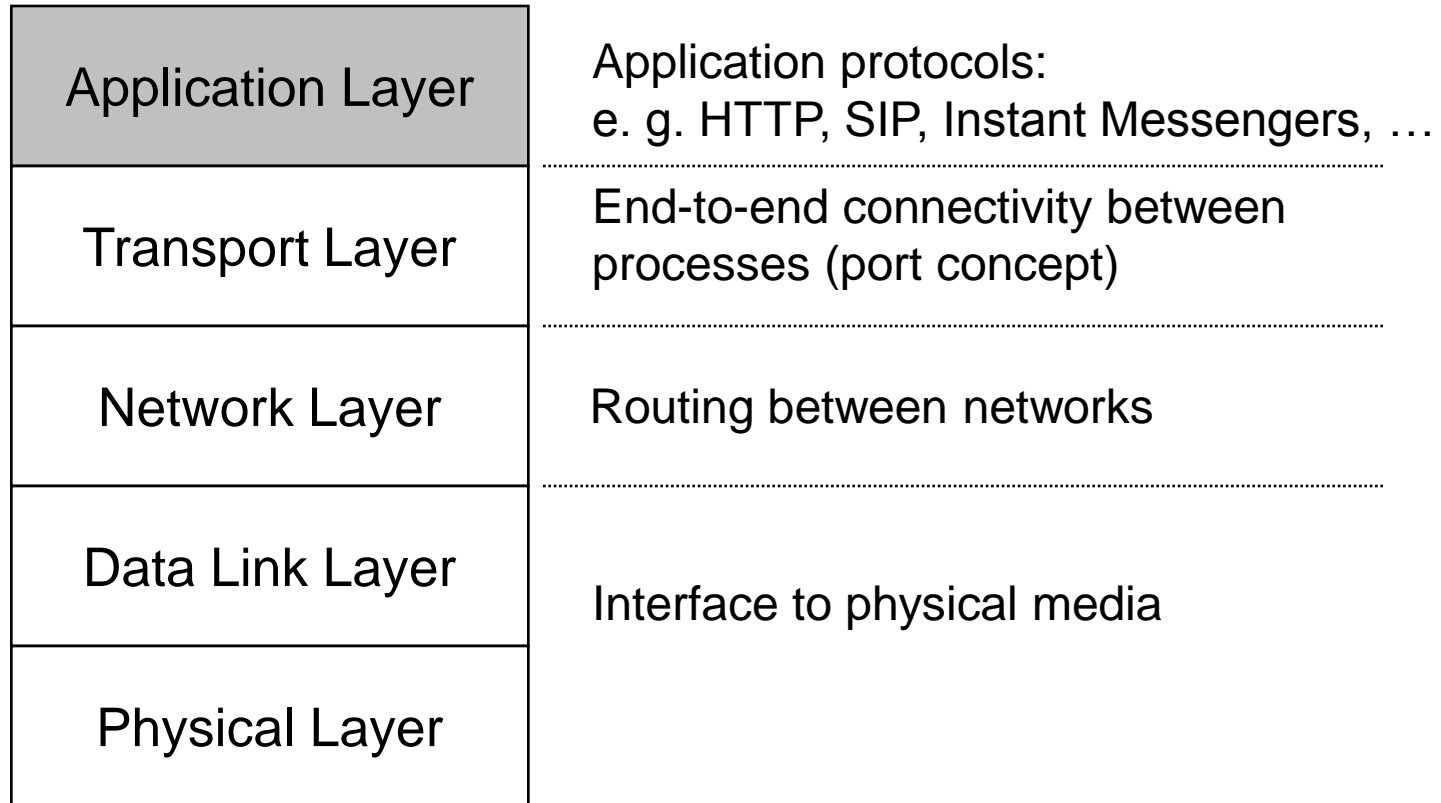 Application Layer
Application protocols:
e. g. HTTP, SIP, Instant Messengers, …
Transport Layer
End-to-end connectivity between
processes (port concept)
Network Layer
Routing between networks
Data Link Layer
Interface to physical media
Physical Layer